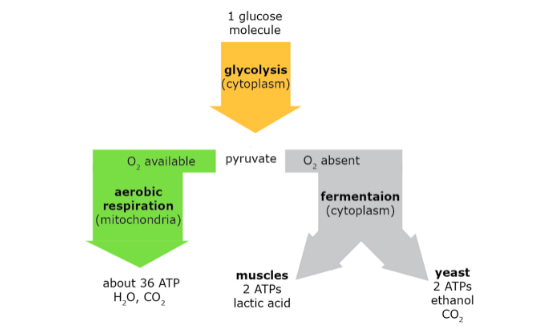 1 glucose
molecule
glycolysis
(cytoplasm)
O₂ available
pyruvate
O₂ absent
aerobic
respiration
(mitochondria)
fermentaion
(cytoplasm)
about 36 ATP
H₂O, CO₂
muscles
2 ATPs
lactic acid
yeast
2 ATPs
ethanol
CO₂